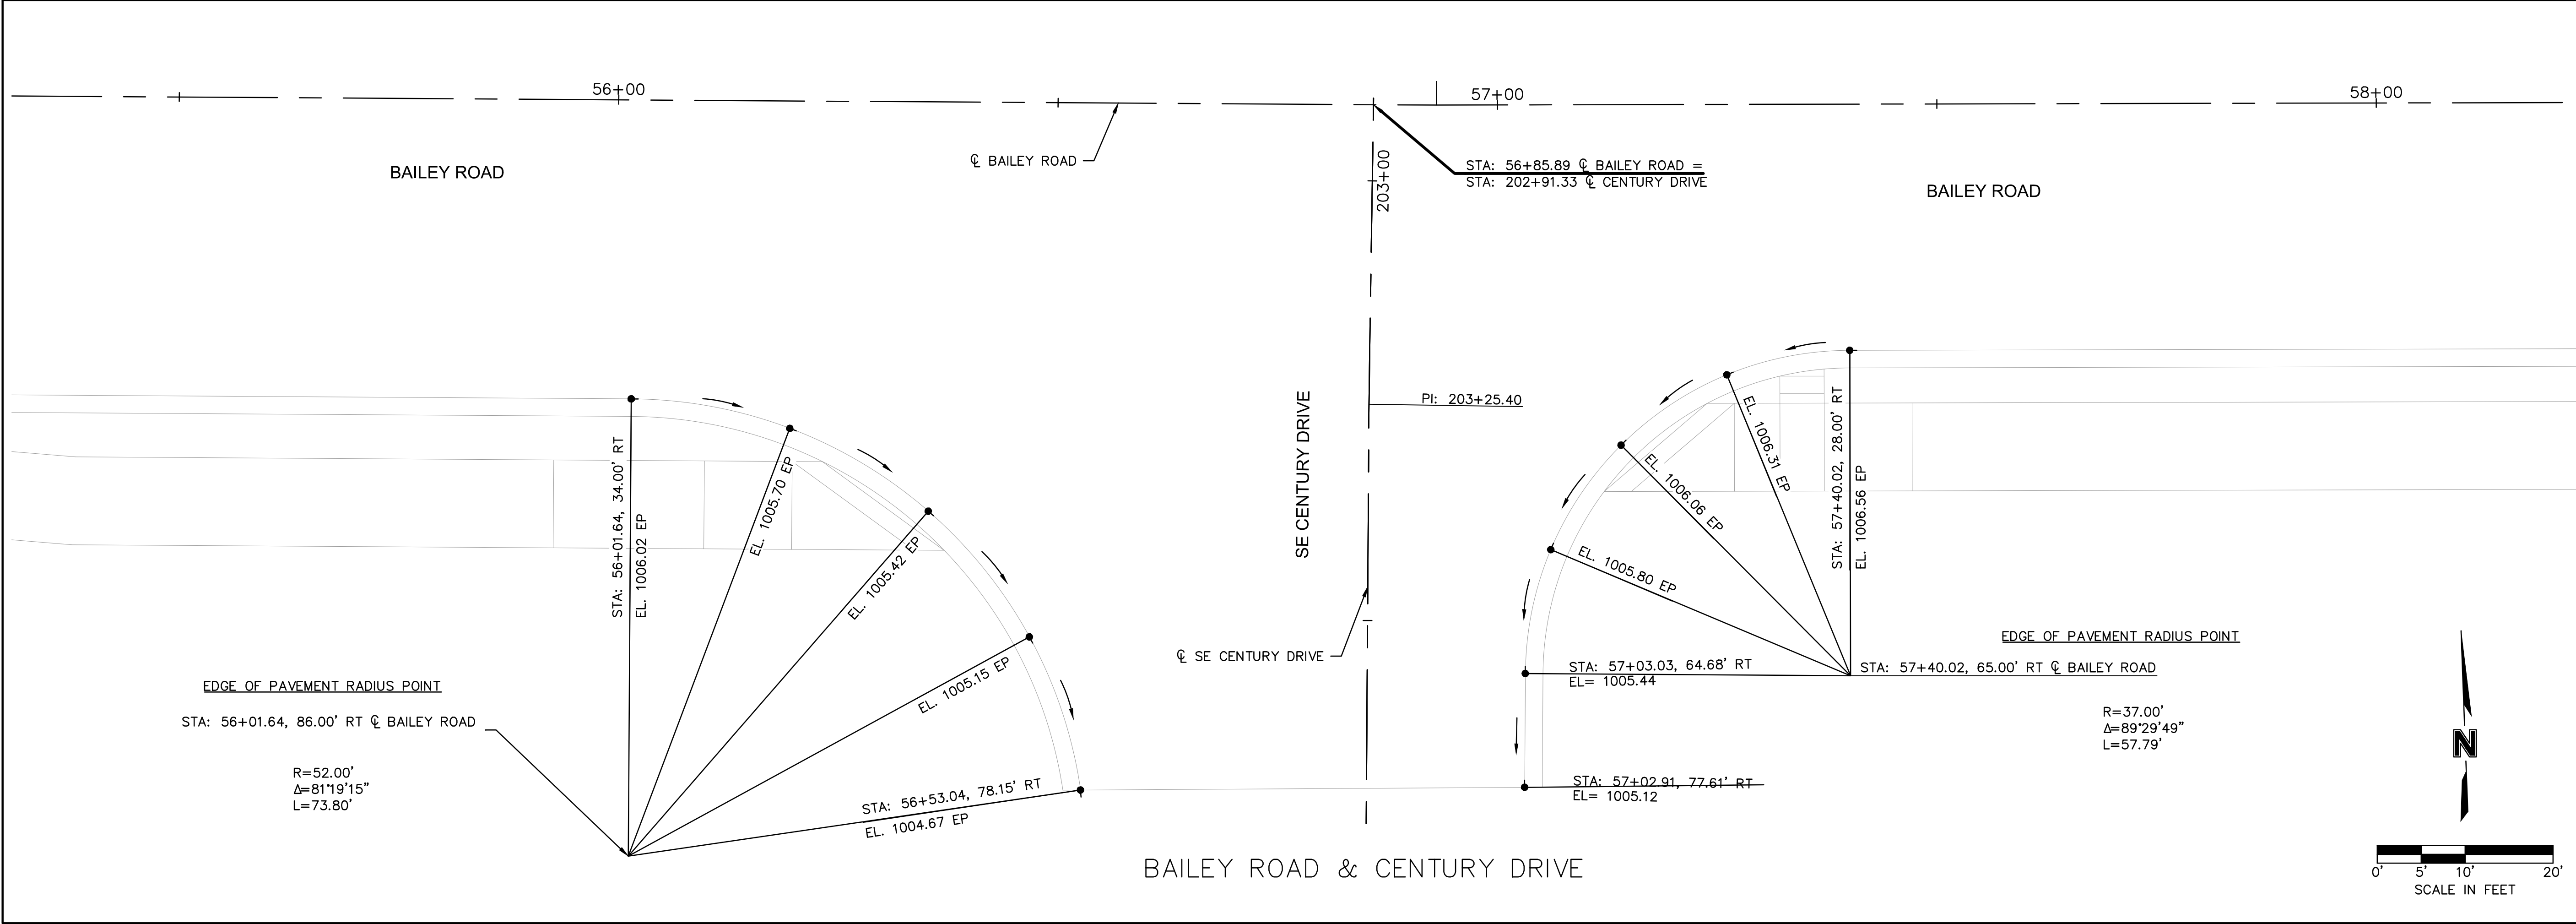 56+00
57+00
58+00
℄ BAILEY ROAD
BAILEY ROAD
203+00
STA: 56+85.89 ℄ BAILEY ROAD =
STA: 202+91.33 ℄ CENTURY DRIVE
BAILEY ROAD
PI: 203+25.40
SE CENTURY DRIVE
℄ SE CENTURY DRIVE
STA: 56+01.64, 34.00' RT
EL. 1006.02 EP
EL. 1005.70 EP
EL. 1005.42 EP
EL. 1005.15 EP
STA: 56+53.04, 78.15' RT
EL. 1004.67 EP
EDGE OF PAVEMENT RADIUS POINT
STA: 56+01.64, 86.00' RT ℄ BAILEY ROAD
R=52.00'
Δ=81°19'15"
L=73.80'
STA: 57+40.02, 28.00' RT
EL. 1006.56 EP
EL. 1006.31 EP
EL. 1006.06 EP
EL. 1005.80 EP
STA: 57+03.03, 64.68' RT
EL= 1005.44
STA: 57+02.91, 77.61' RT
EL= 1005.12
EDGE OF PAVEMENT RADIUS POINT
STA: 57+40.02, 65.00' RT ℄ BAILEY ROAD
R=37.00'
Δ=89°29'49"
L=57.79'
N
0' 5' 10' 20'
SCALE IN FEET
BAILEY ROAD & CENTURY DRIVE